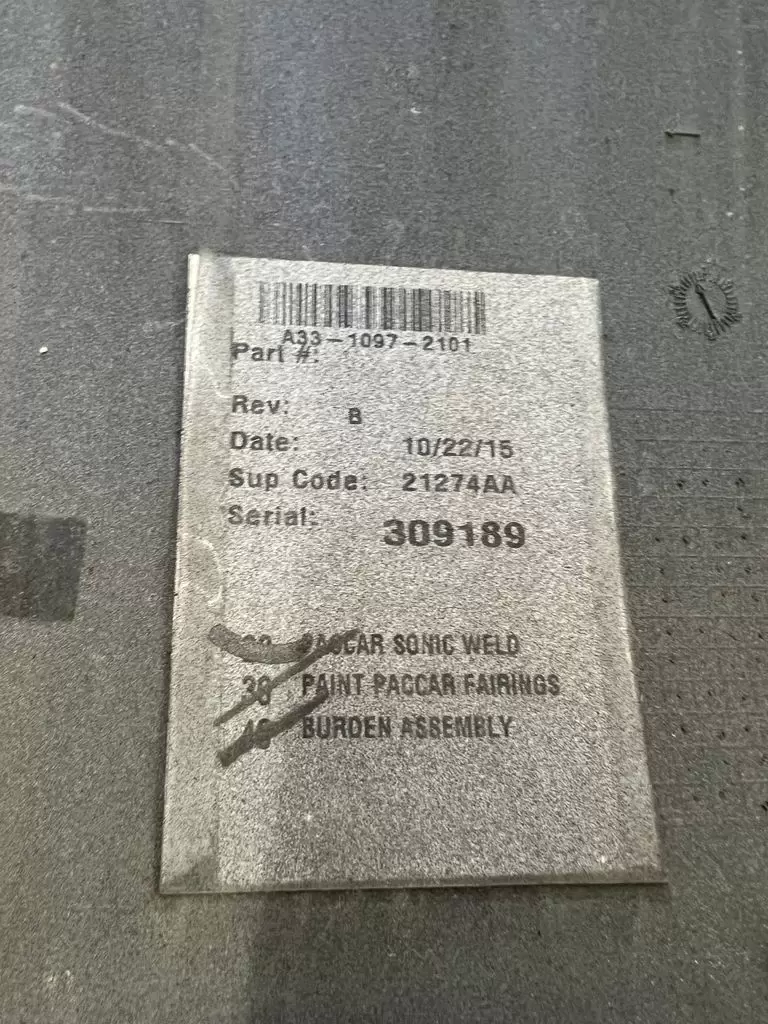 A33-1097-2101
Part #:
Rev: B
Date: 10/22/15
Sup Code: 21274AA
Serial: 309189
PACCAR SONIC WELD
38 PAINT PACCAR FAIRINGS
BURDEN ASSEMBLY